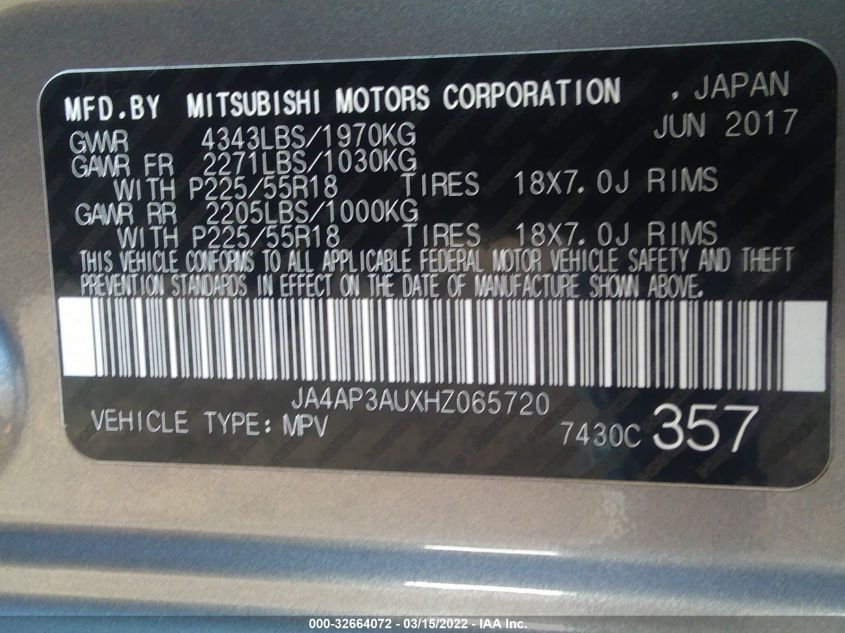 MFD.BY MITSUBISHI MOTORS CORPORATION , JAPAN
GVWR 4343LBS/1970KG JUN 2017
GAWR FR 2271LBS/1030KG
WITH P225/55R18 TIRES 18X7.0J RIMS
GAWR RR 2205LBS/1000KG
WITH P225/55R18 TIRES 18X7.0J RIMS
THIS VEHICLE CONFORMS TO ALL APPLICABLE FEDERAL MOTOR VEHICLE SAFETY AND THEFT
PREVENTION STANDARDS IN EFFECT ON THE DATE OF MANUFACTURE SHOWN ABOVE.
JA4AP3AUXHZ065720
VEHICLE TYPE: MPV 7430C 357
000-32664072 - 03/15/2022 - IAA Inc.